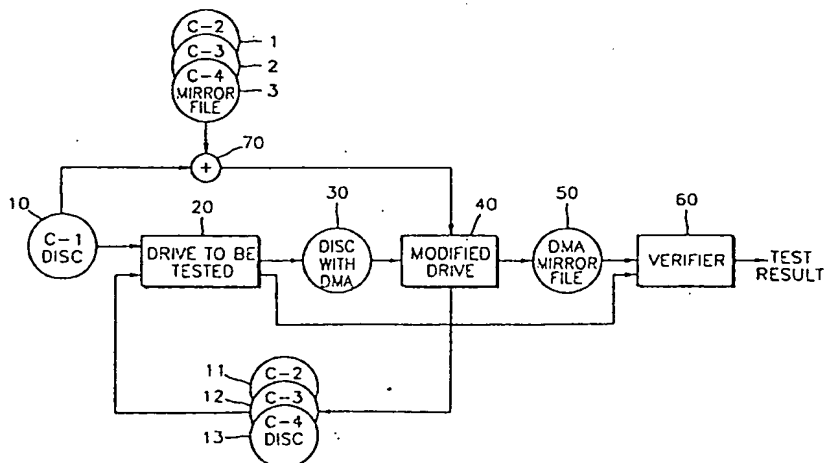 C-2
1
C-3
2
C-4
MIRROR
FILE
3
70
+
10
C-1
DISC
20
DRIVE TO BE
TESTED
30
DISC
WITH
DMA
40
MODIFIED
DRIVE
50
DMA
MIRROR
FILE
60
VERIFIER
TEST
RESULT
11
C-2
12
C-3
13
C-4
DISC